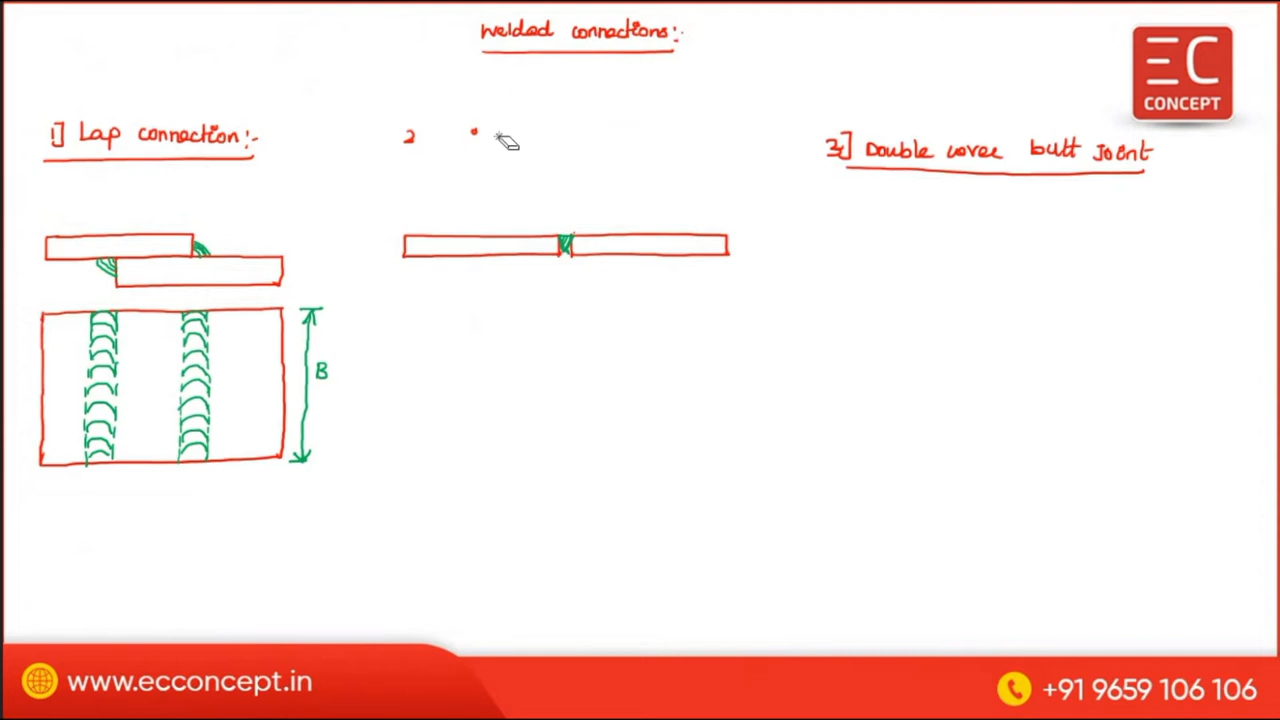 Welded connections:
EC
CONCEPT
1] Lap connection:-
2
3] Double cover butt Joint
B
www.ecconcept.in
+91 9659 106 106